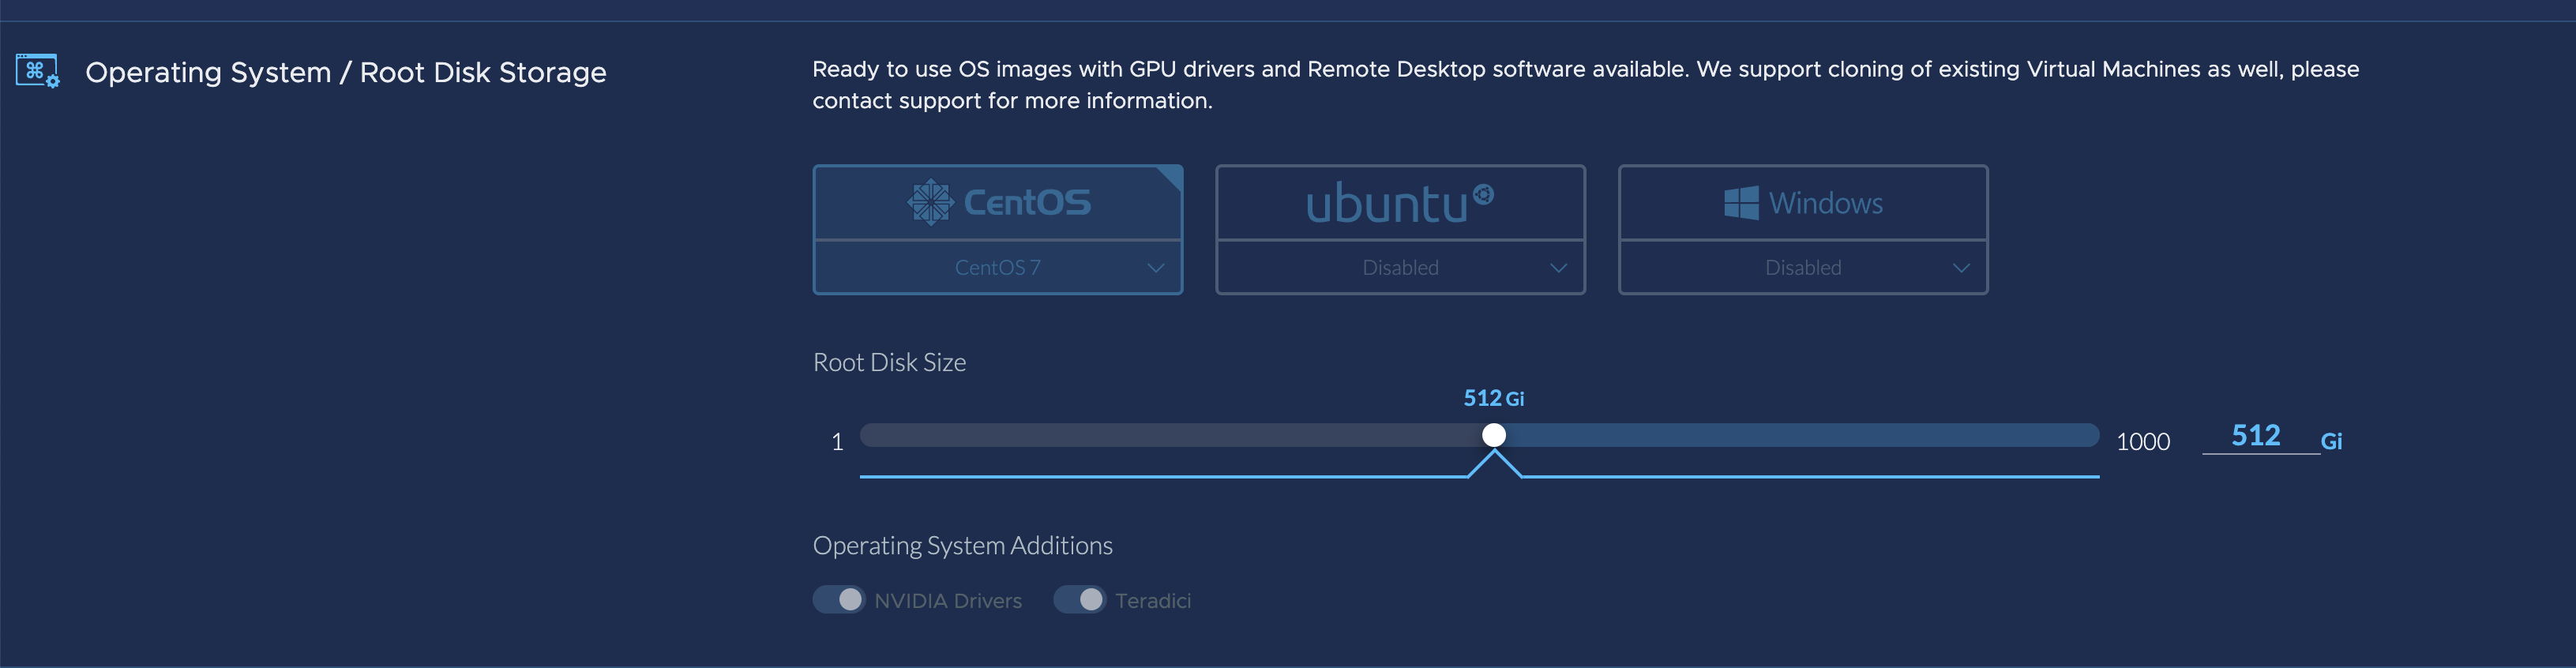 Operating System / Root Disk Storage
Ready to use OS images with GPU drivers and Remote Desktop software available. We support cloning of existing Virtual Machines as well, please
contact support for more information.
CentOS
ubuntu
Windows
CentOS 7
Disabled
Disabled
Root Disk Size
512 Gi
1
1000
512 Gi
Operating System Additions
NVIDIA Drivers
Teradici